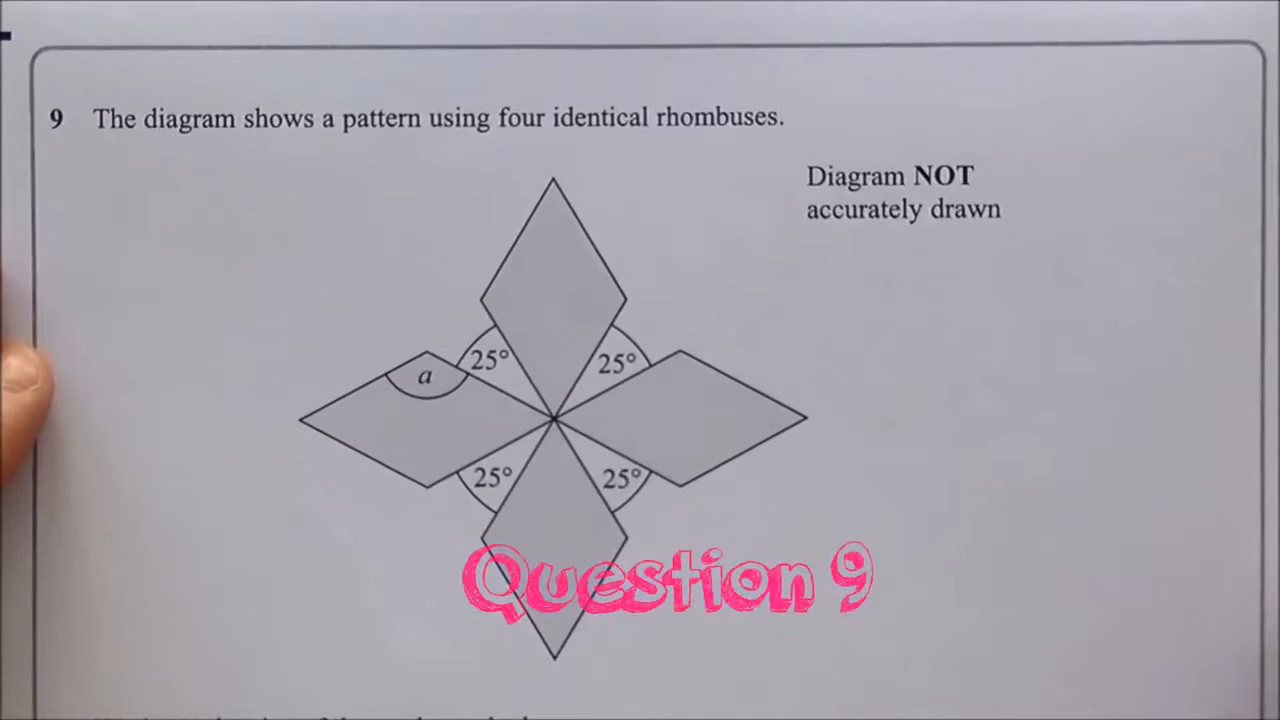 9 The diagram shows a pattern using four identical rhombuses.
Diagram NOT
accurately drawn
25°
25°
a
25°
25°
Question 9